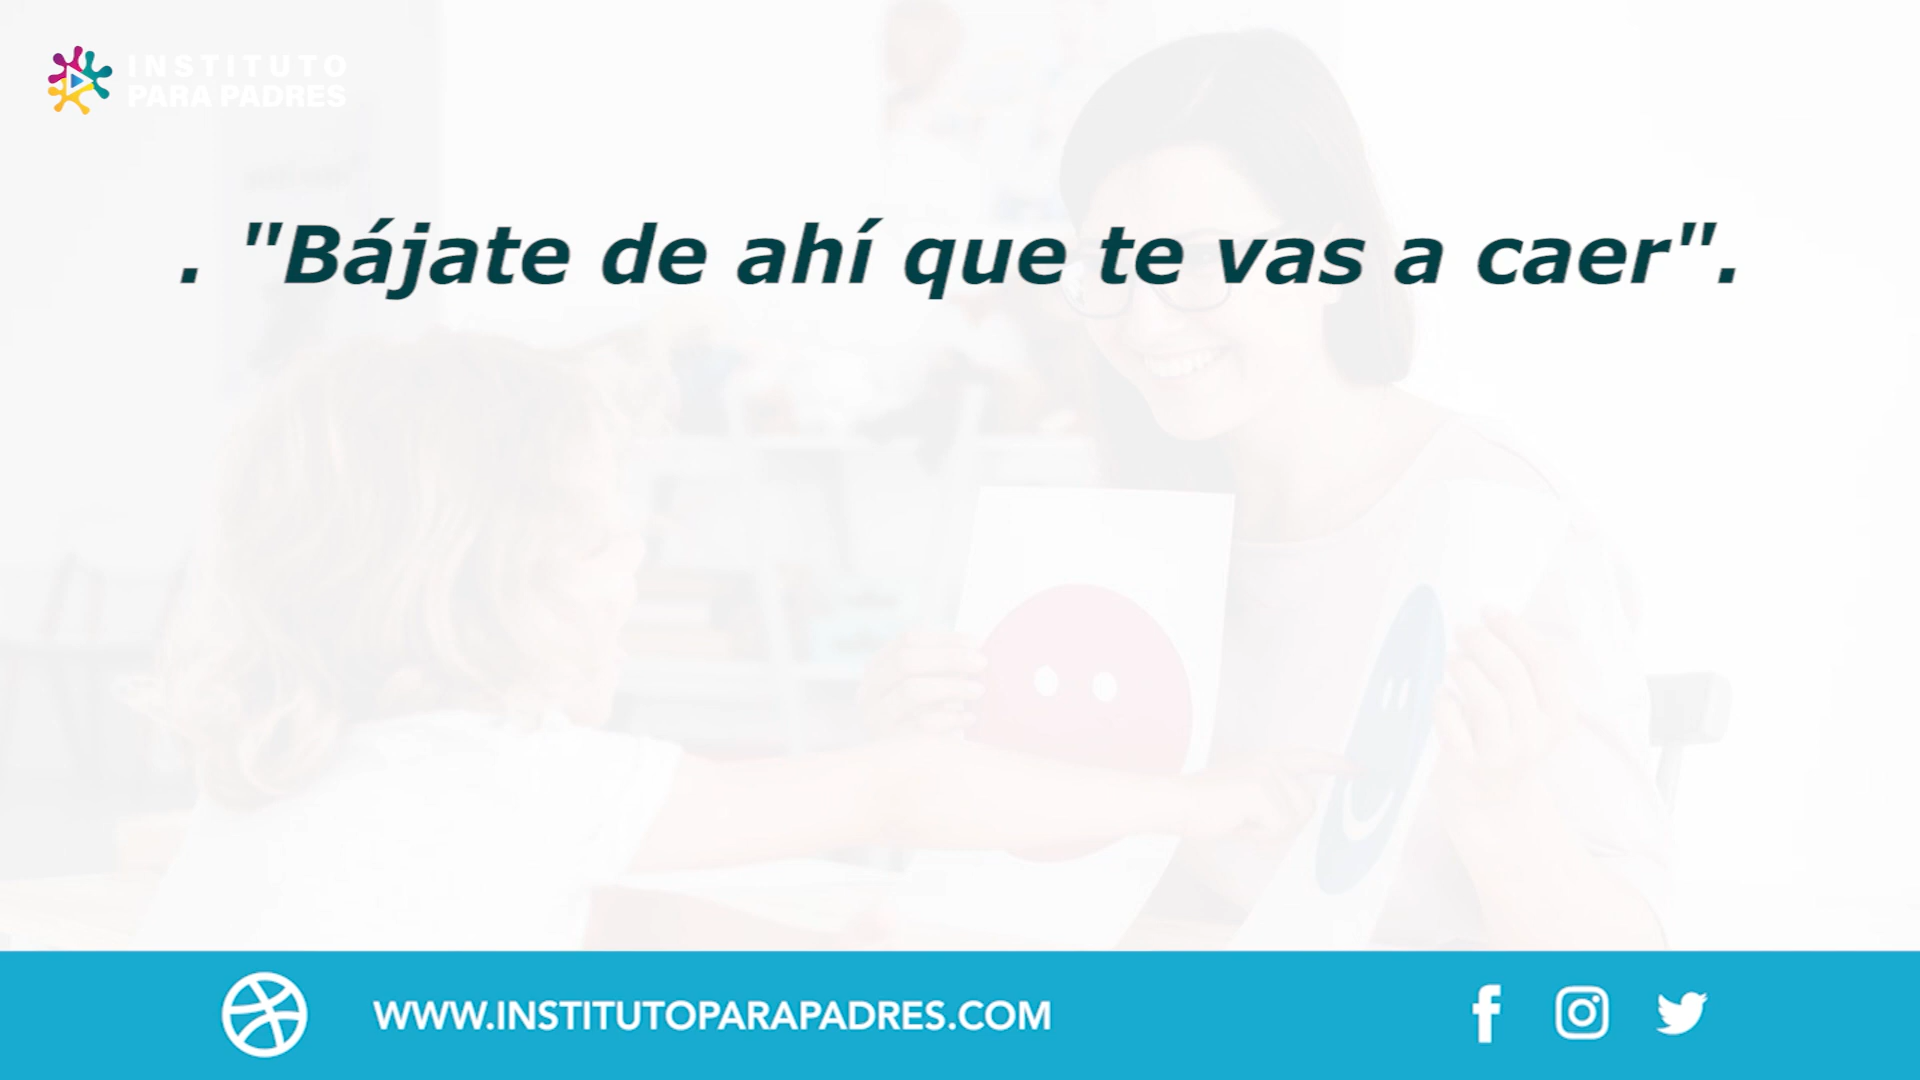 INSTITUTO
PARA PADRES
. "Bájate de ahí que te vas a caer".
WWW.INSTITUTOPARAPADRES.COM